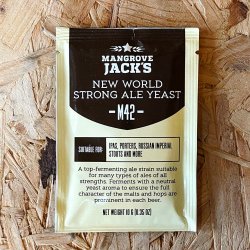 MANGROVE
JACK'S
NEW WORLD
STRONG ALE YEAST
M42
SUITABLE FOR:
IPAS, PORTERS, RUSSIAN IMPERIAL
STOUTS AND MORE
A top-fermenting ale strain suitable
for many types of ales of all
strengths. Ferments with a neutral
yeast aroma to ensure the full
character of the malts and hops are
prominent in each beer.
NET WEIGHT 10 G (0.35 OZ)